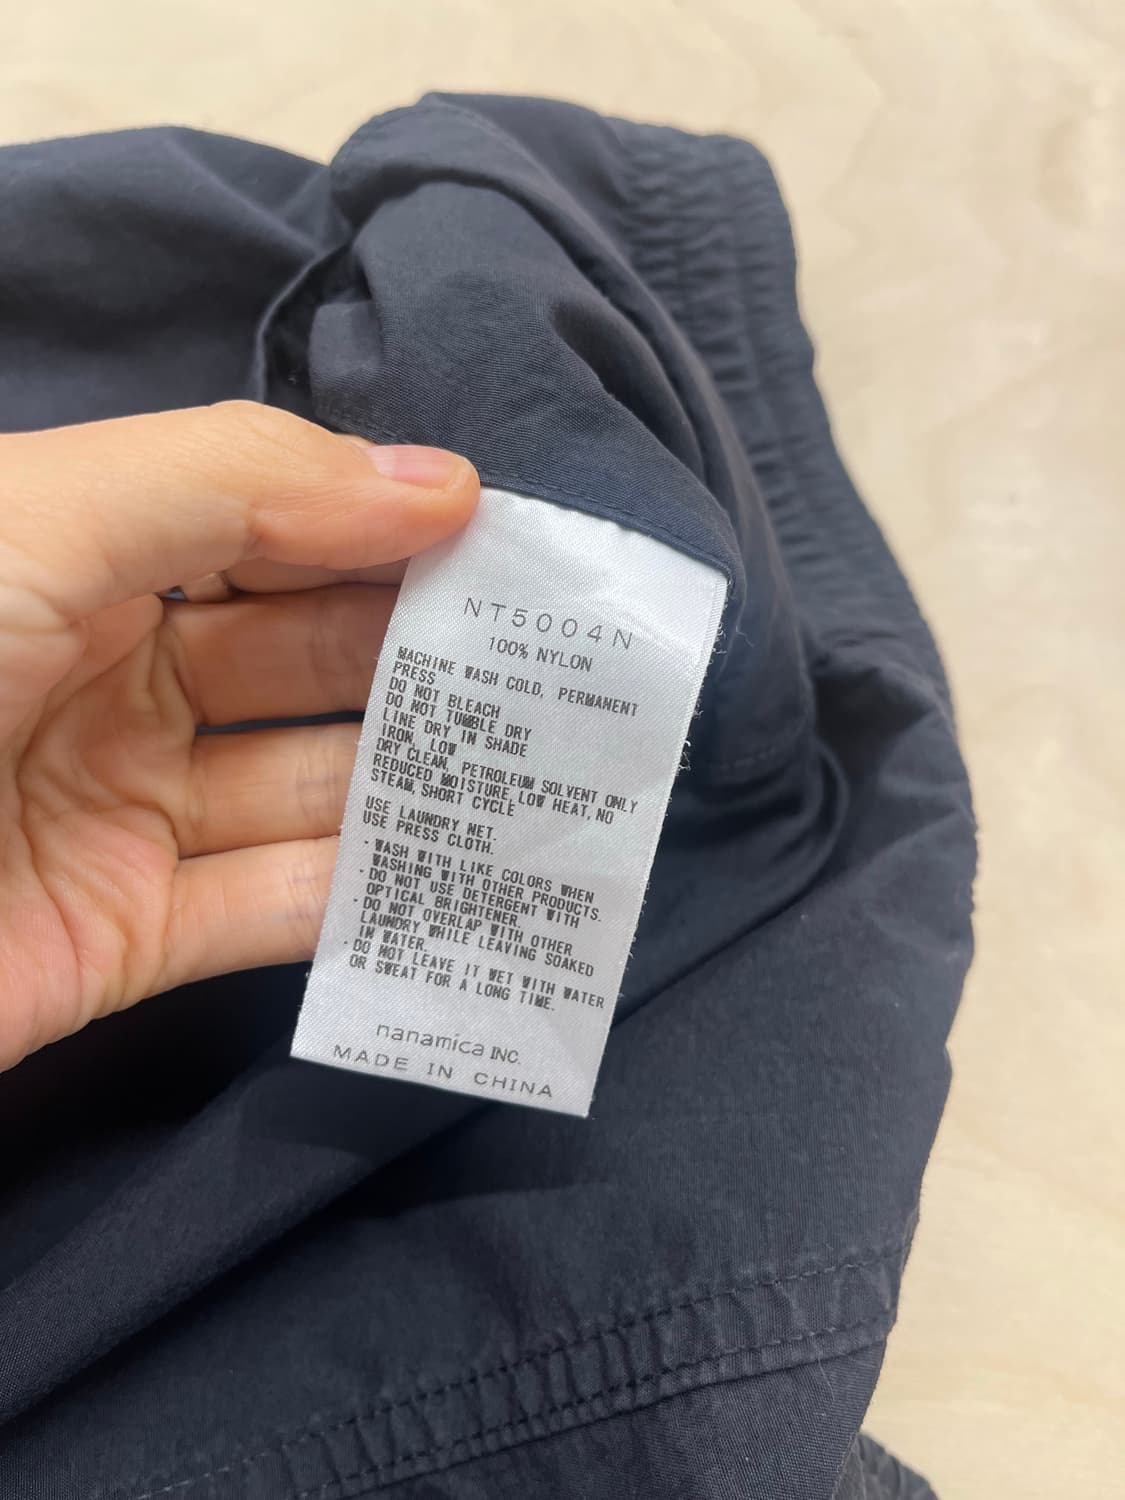 NT5004N
100% NYLON
MACHINE WASH COLD, PERMANENT
PRESS
DO NOT BLEACH
DO NOT TUMBLE DRY
LINE DRY IN SHADE
IRON, LOW
DRY CLEAN, PETROLEUM SOLVENT ONLY
REDUCED MOISTURE, LOW HEAT, NO
STEAM, SHORT CYCLE
USE LAUNDRY NET.
USE PRESS CLOTH.
・WASH WITH LIKE COLORS WHEN
WASHING WITH OTHER PRODUCTS.
・DO NOT USE DETERGENT WITH
OPTICAL BRIGHTENER.
・DO NOT OVERLAP WITH OTHER
LAUNDRY WHILE LEAVING SOAKED
IN WATER.
・DO NOT LEAVE IT WET WITH WATER
OR SWEAT FOR A LONG TIME.
nanamica INC.
MADE IN CHINA